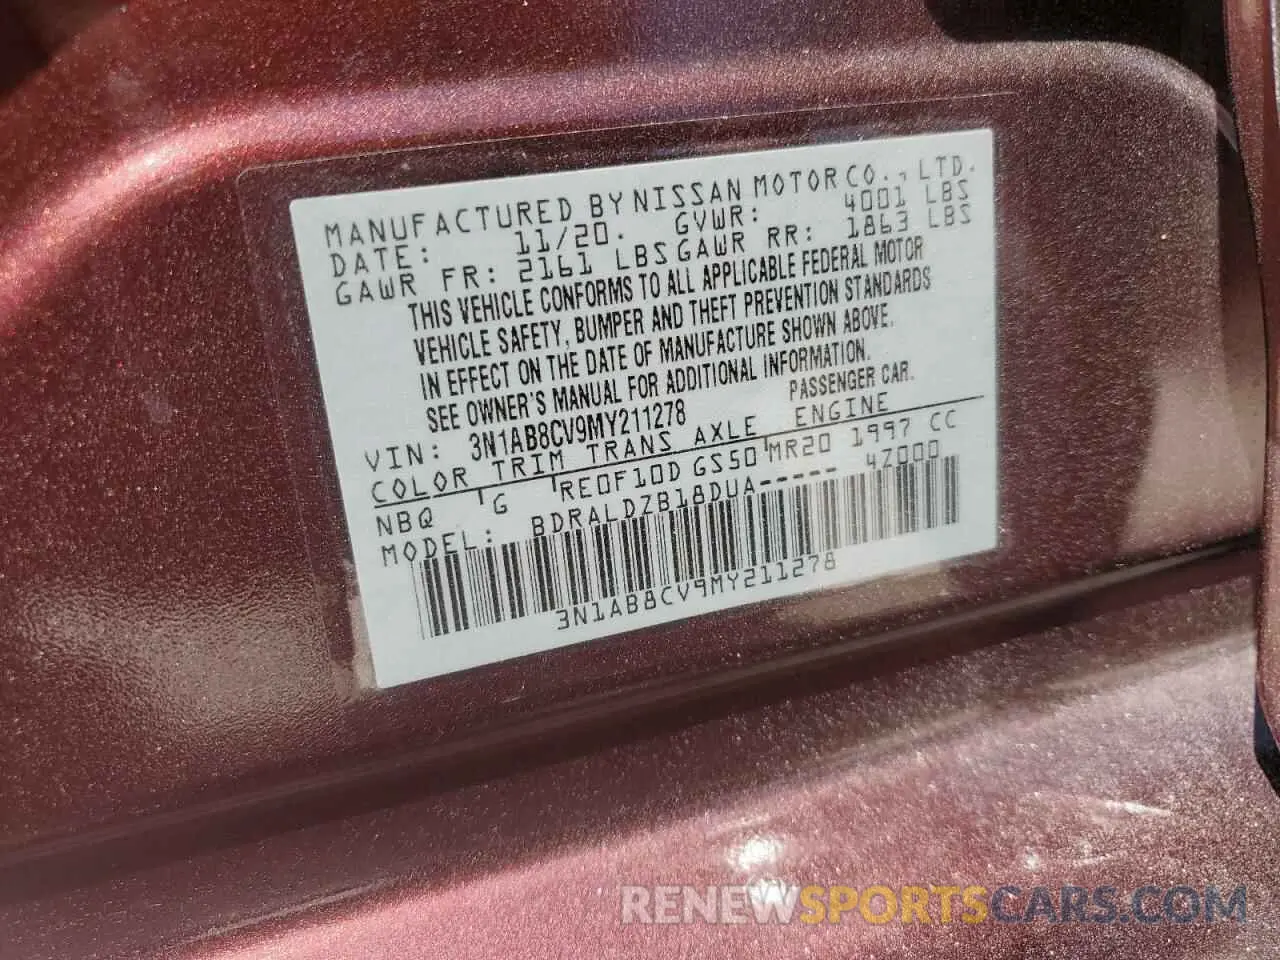 MANUFACTURED BY NISSAN MOTOR CO., LTD.
DATE: 11/20. GVWR: 4001 LBS
GAWR FR: 2161 LBS GAWR RR: 1863 LBS
THIS VEHICLE CONFORMS TO ALL APPLICABLE FEDERAL MOTOR
VEHICLE SAFETY, BUMPER AND THEFT PREVENTION STANDARDS
IN EFFECT ON THE DATE OF MANUFACTURE SHOWN ABOVE.
SEE OWNER'S MANUAL FOR ADDITIONAL INFORMATION.
VIN: 3N1AB8CV9MY211278 PASSENGER CAR.
COLOR TRIM TRANS AXLE ENGINE
NBQ G RE0F10D GS50 MR20 1997 CC
MODEL: BDRALDZB18DUA----- 4Z000
3N1AB8CV9MY211278
RENEWSPORTSCARS.COM